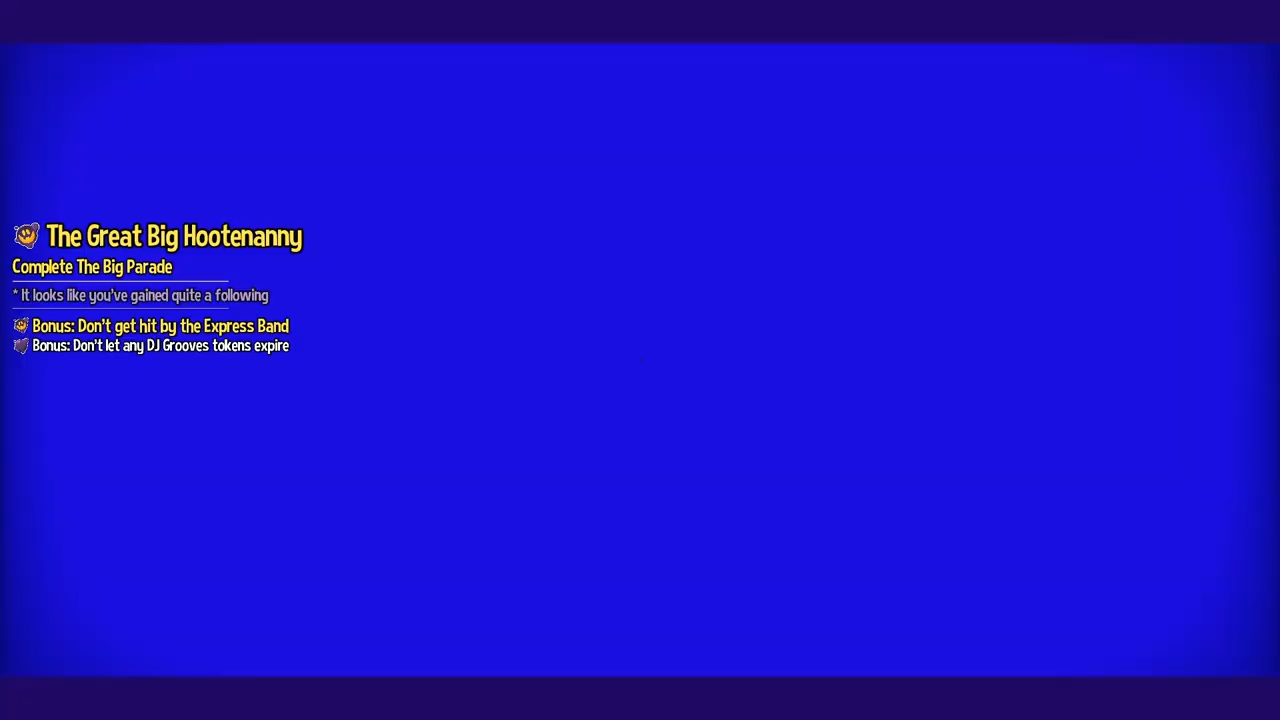 The Great Big Hootenanny
Complete The Big Parade
* It looks like you've gained quite a following
Bonus: Don't get hit by the Express Band
Bonus: Don't let any DJ Grooves tokens expire